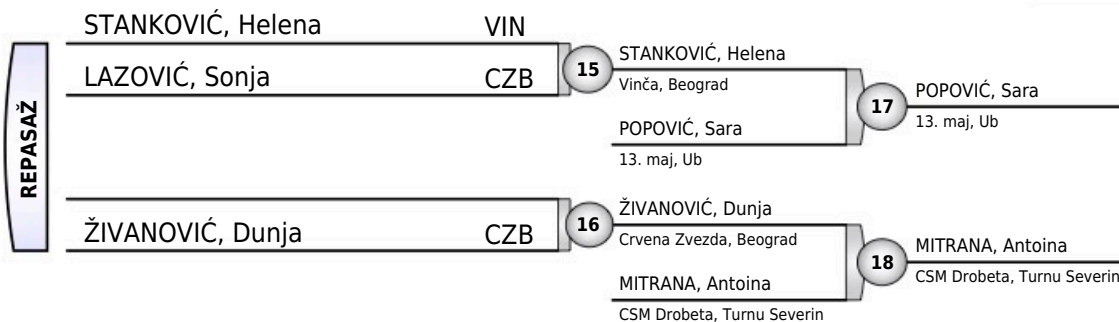 STANKOVIĆ, Helena VIN
LAZOVIĆ, Sonja CZB
REPASAŽ
ŽIVANOVIĆ, Dunja CZB
15
STANKOVIĆ, Helena
Vinča, Beograd
POPOVIĆ, Sara
13. maj, Ub
16
ŽIVANOVIĆ, Dunja
Crvena Zvezda, Beograd
MITRANA, Antoina
CSM Drobeta, Turnu Severin
17
POPOVIĆ, Sara
13. maj, Ub
18
MITRANA, Antoina
CSM Drobeta, Turnu Severin